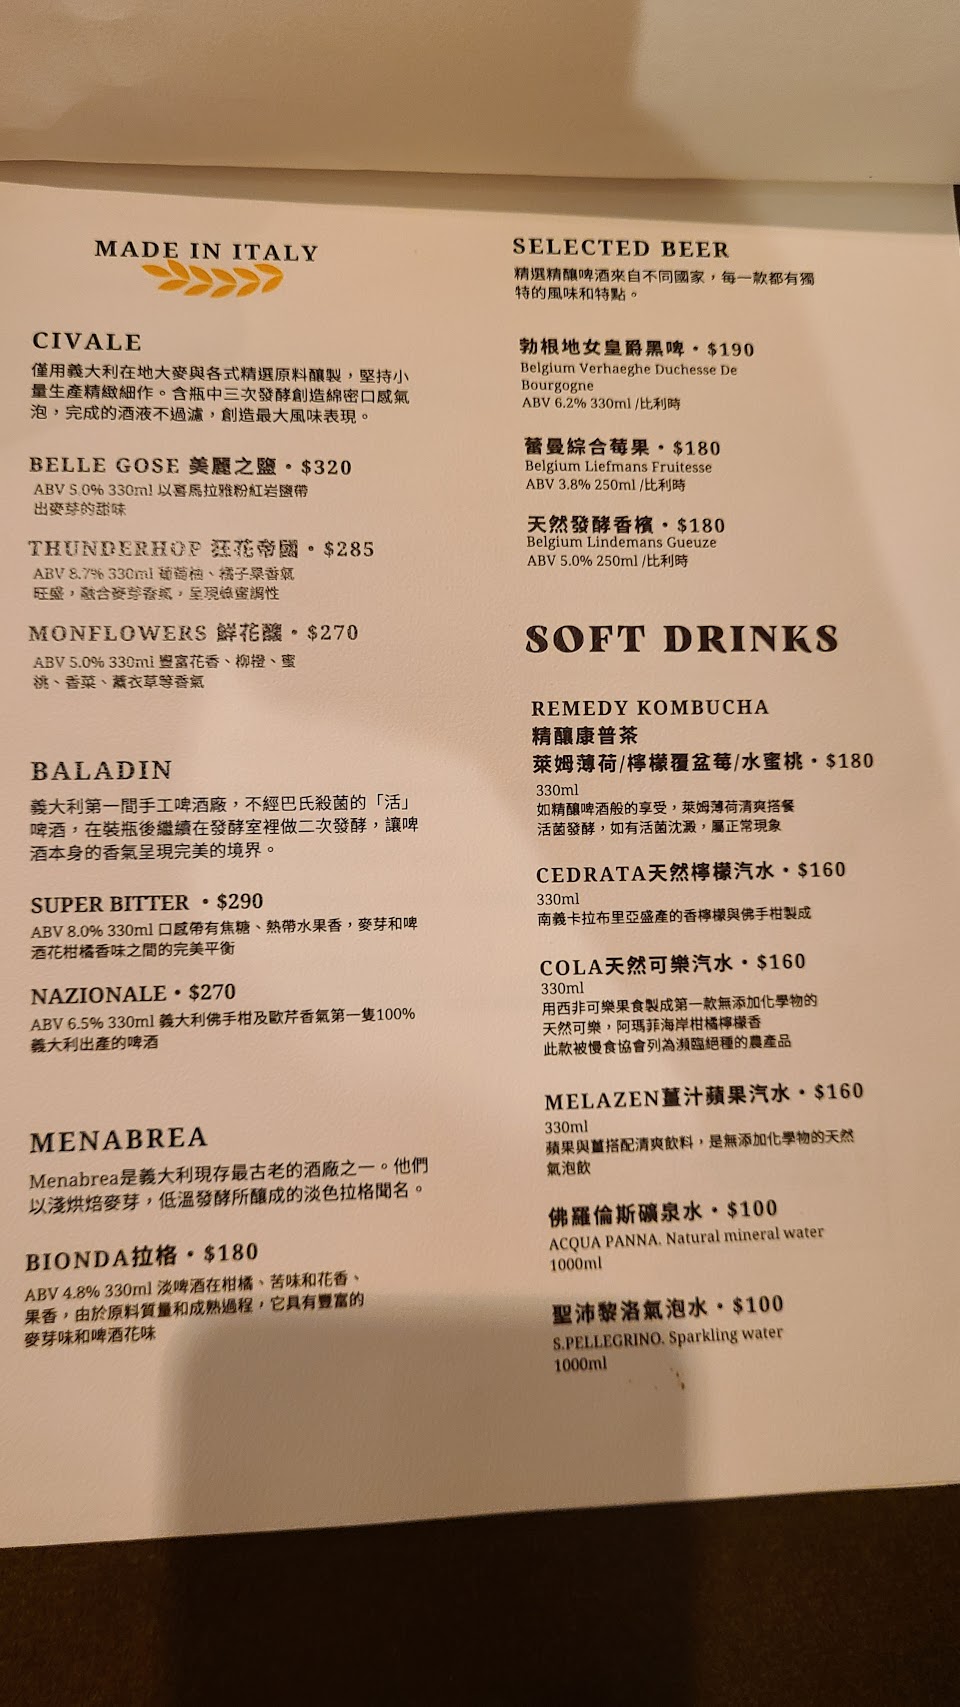 MADE IN ITALY
CIVALE
僅用義大利在地大麥與各式精選原料釀製，堅持小
量生產精緻細作。含瓶中三次發酵創造綿密口感氣
泡，完成的酒液不過濾，創造最大風味表現。
BELLE GOSE 美麗之鹽・$320
ABV 5.0% 330ml 以喜馬拉雅粉紅岩鹽帶
出麥芽的甜味
THUNDERHOP 狂花帝國・$285
ABV 8.7% 330ml 葡萄柚、橘子果香氣
旺盛，融合麥芽香氣，呈現蜂蜜調性
MONFLOWERS 鮮花釀・$270
ABV 5.0% 330ml 豐富花香、柳橙、蜜
桃、香菜、薰衣草等香氣
BALADIN
義大利第一間手工啤酒廠，不經巴氏殺菌的「活」
啤酒，在裝瓶後繼續在發酵室裡做二次發酵，讓啤
酒本身的香氣呈現完美的境界。
SUPER BITTER・$290
ABV 8.0% 330ml 口感帶有焦糖、熱帶水果香，麥芽和啤
酒花柑橘香味之間的完美平衡
NAZIONALE・$270
ABV 6.5% 330ml 義大利佛手柑及歐芹香氣第一隻100%
義大利出產的啤酒
MENABREA
Menabrea是義大利現存最古老的酒廠之一。他們
以淺烘焙麥芽，低溫發酵所釀成的淡色拉格聞名。
BIONDA拉格・$180
ABV 4.8% 330ml 淡啤酒在柑橘、苦味和花香、
果香，由於原料質量和成熟過程，它具有豐富的
麥芽味和啤酒花味
SELECTED BEER
精選精釀啤酒來自不同國家，每一款都有獨
特的風味和特點。
勃根地女皇爵黑啤・$190
Belgium Verhaeghe Duchesse De
Bourgogne
ABV 6.2% 330ml /比利時
蕾曼綜合莓果・$180
Belgium Liefmans Fruitesse
ABV 3.8% 250ml /比利時
天然發酵香檳・$180
Belgium Lindemans Gueuze
ABV 5.0% 250ml /比利時
SOFT DRINKS
REMEDY KOMBUCHA
精釀康普茶
萊姆薄荷/檸檬覆盆莓/水蜜桃・$180
330ml
如精釀啤酒般的享受，萊姆薄荷清爽搭餐
活菌發酵，如有活菌沈澱，屬正常現象
CEDRATA天然檸檬汽水・$160
330ml
南義卡拉布里亞盛產的香檸檬與佛手柑製成
COLA天然可樂汽水・$160
330ml
用西非可樂果食製成第一款無添加化學物的
天然可樂，阿瑪菲海岸柑橘檸檬香
此款被慢食協會列為瀕臨絕種的農產品
MELAZEN薑汁蘋果汽水・$160
330ml
蘋果與薑搭配清爽飲料，是無添加化學物的天然
氣泡飲
佛羅倫斯礦泉水・$100
ACQUA PANNA. Natural mineral water
1000ml
聖沛黎洛氣泡水・$100
S.PELLEGRINO. Sparkling water
1000ml